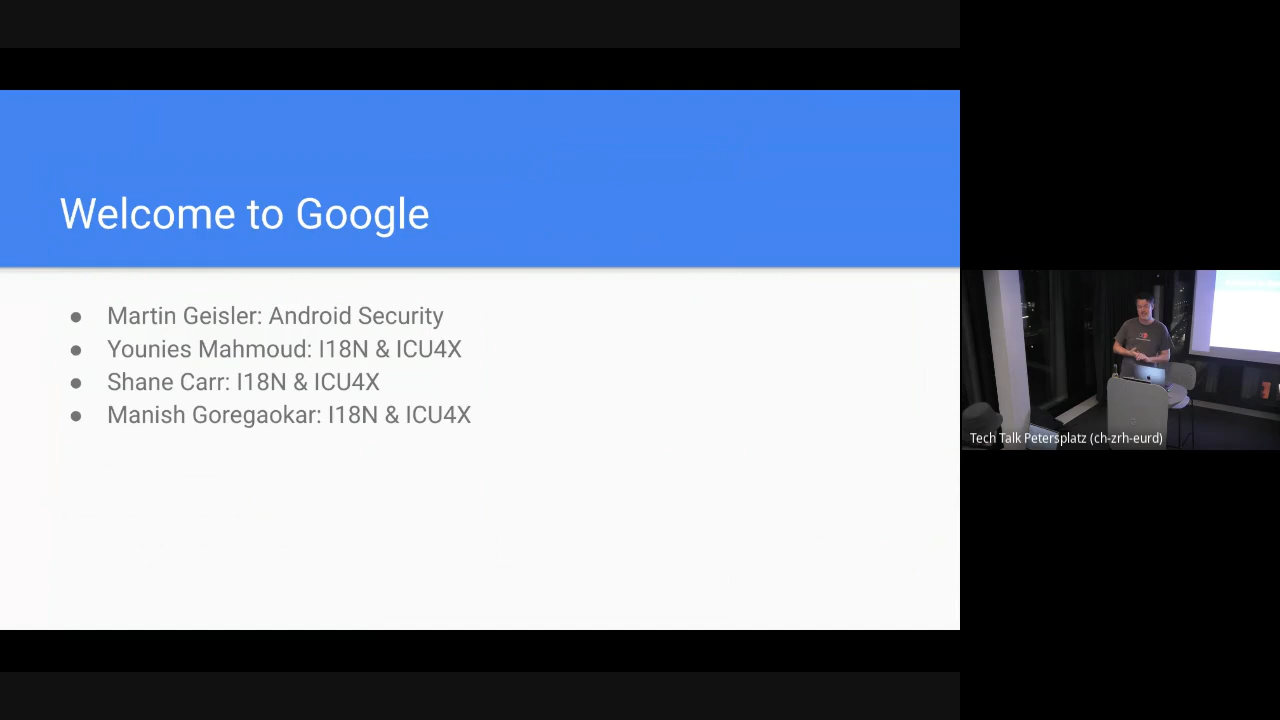 Welcome to Google
● Martin Geisler: Android Security
● Younies Mahmoud: I18N & ICU4X
● Shane Carr: I18N & ICU4X
● Manish Goregaokar: I18N & ICU4X
Tech Talk Petersplatz (ch-zrh-eurd)